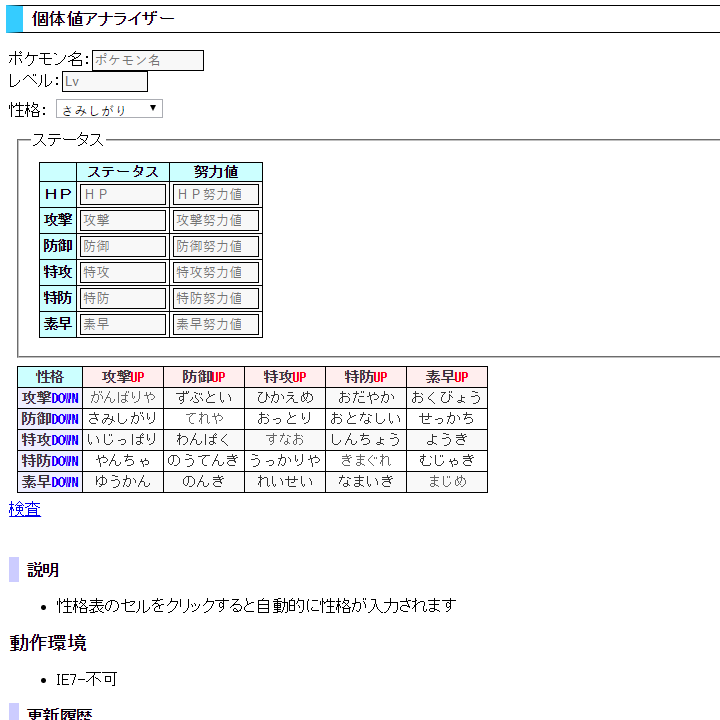 個体値アナライザー
ポケモン名: ポケモン名
レベル: Lv
性格: さみしがり ▼
ステータス
ステータス 努力値
ＨＰ ＨＰ ＨＰ努力値
攻撃 攻撃 攻撃努力値
防御 防御 防御努力値
特攻 特攻 特攻努力値
特防 特防 特防努力値
素早 素早 素早努力値
性格 攻撃UP 防御UP 特攻UP 特防UP 素早UP
攻撃DOWN がんばりや ずぶとい ひかえめ おだやか おくびょう
防御DOWN さみしがり てれや おっとり おとなしい せっかち
特攻DOWN いじっぱり わんぱく すなお しんちょう ようき
特防DOWN やんちゃ のうてんき うっかりや きまぐれ むじゃき
素早DOWN ゆうかん のんき れいせい なまいき まじめ
検査
説明
• 性格表のセルをクリックすると自動的に性格が入力されます
動作環境
• IE7-不可
更新履歴